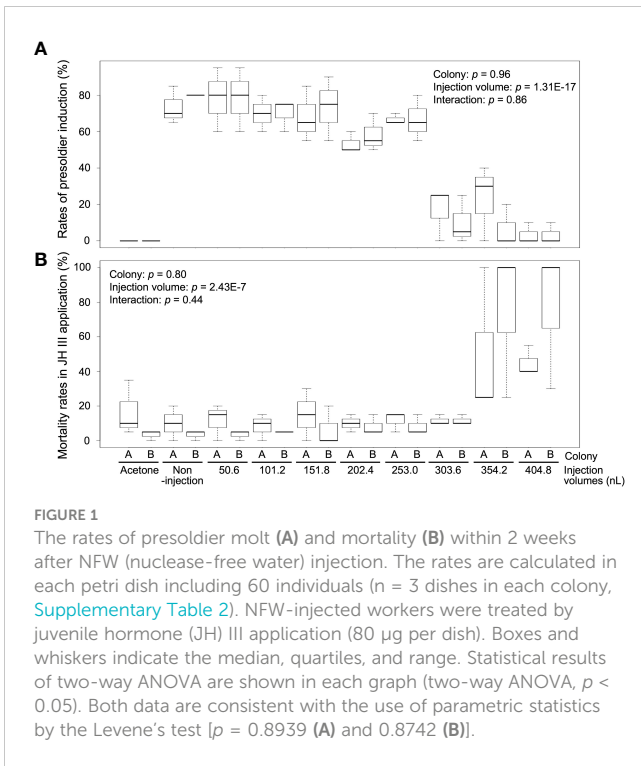 A
Rates of presoldier induction (%)
80
60
40
20
0
Colony: p = 0.96
Injection volume: p = 1.31E-17
Interaction: p = 0.86
B
Mortality rates in JH III application (%)
100
80
60
40
20
0
Colony: p = 0.80
Injection volume: p = 2.43E-7
Interaction: p = 0.44
A B A B A B A B A B A B A B A B A B A B Colony
Acetone Non 50.6 101.2 151.8 202.4 253.0 303.6 354.2 404.8 Injection
-injection volumes (nL)
FIGURE 1
The rates of presoldier molt (A) and mortality (B) within 2 weeks
after NFW (nuclease-free water) injection. The rates are calculated in
each petri dish including 60 individuals (n = 3 dishes in each colony,
Supplementary Table 2). NFW-injected workers were treated by
juvenile hormone (JH) III application (80 µg per dish). Boxes and
whiskers indicate the median, quartiles, and range. Statistical results
of two-way ANOVA are shown in each graph (two-way ANOVA, p <
0.05). Both data are consistent with the use of parametric statistics
by the Levene's test [p = 0.8939 (A) and 0.8742 (B)].